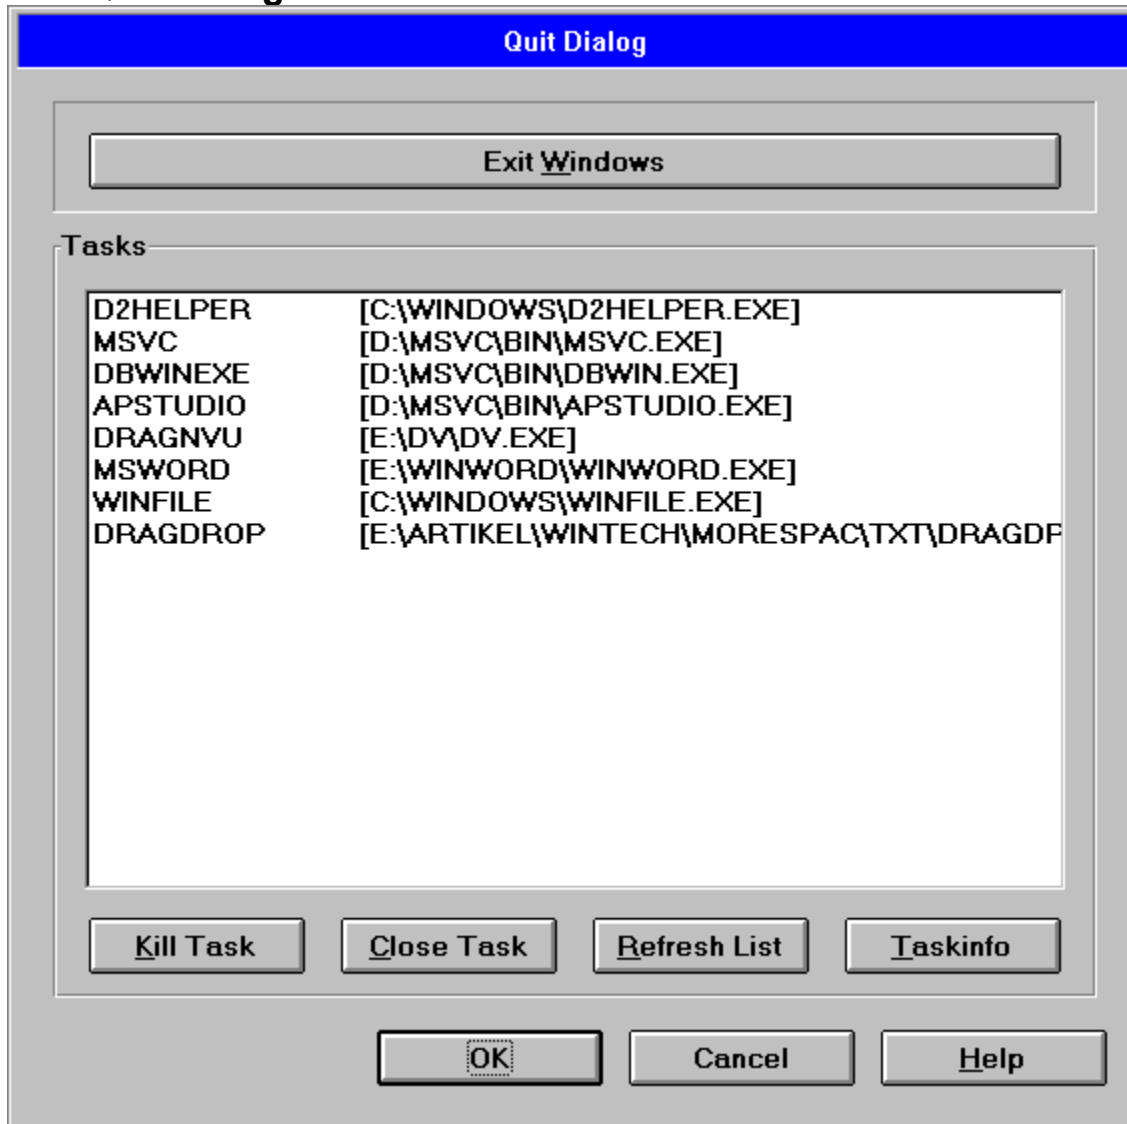 Quit Dialog
Exit Windows
Tasks
D2HELPER [C:\WINDOWS\D2HELPER.EXE]
MSVC [D:\MSVC\BIN\MSVC.EXE]
DBWINEXE [D:\MSVC\BIN\DBWIN.EXE]
APSTUDIO [D:\MSVC\BIN\APSTUDIO.EXE]
DRAGNVU [E:\DV\DV.EXE]
MSWORD [E:\WINWORD\WINWORD.EXE]
WINFILE [C:\WINDOWS\WINFILE.EXE]
DRAGDROP [E:\ARTIKEL\WINTECH\MORESPAC\TXT\DRAGDR
Kill Task Close Task Refresh List Taskinfo
OK Cancel Help